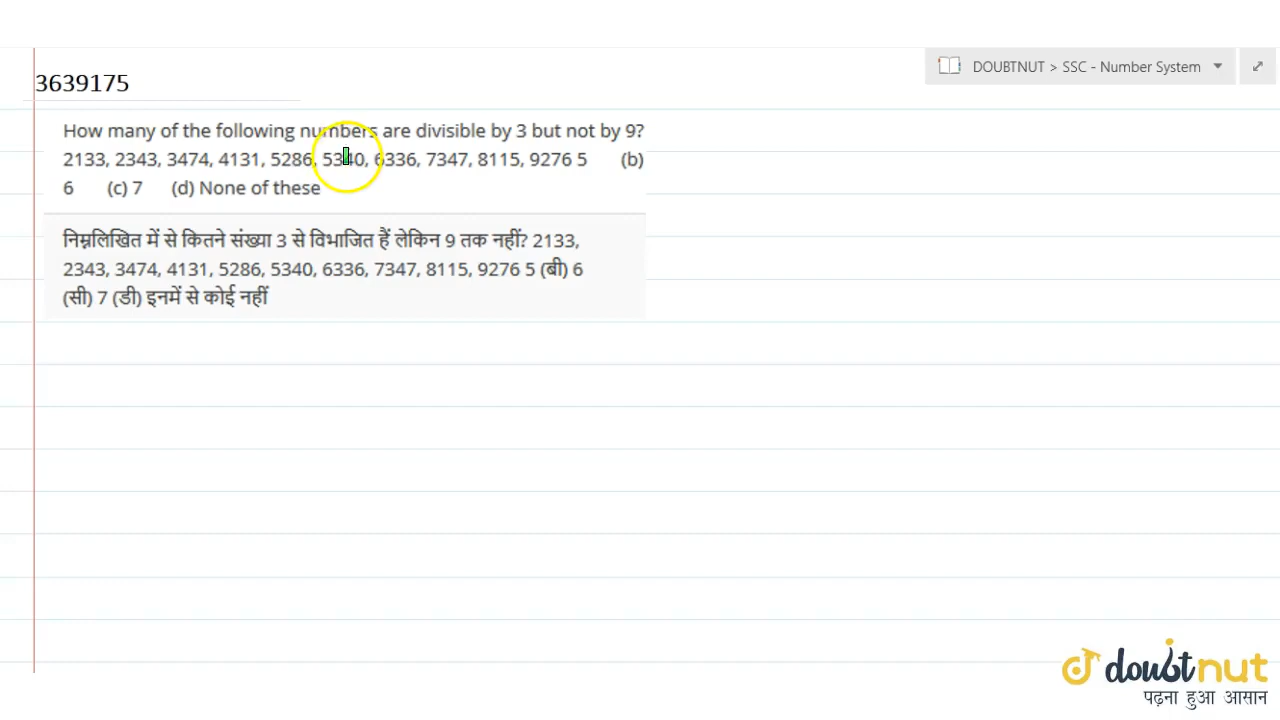 DOUBTNUT > SSC - Number System
3639175
How many of the following numbers are divisible by 3 but not by 9?
2133, 2343, 3474, 4131, 5286, 5340, 6336, 7347, 8115, 9276 5 (b)
6 (c) 7 (d) None of these
निम्नलिखित में से कितने संख्या 3 से विभाजित हैं लेकिन 9 तक नहीं? 2133,
2343, 3474, 4131, 5286, 5340, 6336, 7347, 8115, 9276 5 (बी) 6
(सी) 7 (डी) इनमें से कोई नहीं
doubtnut
पढ़ना हुआ आसान